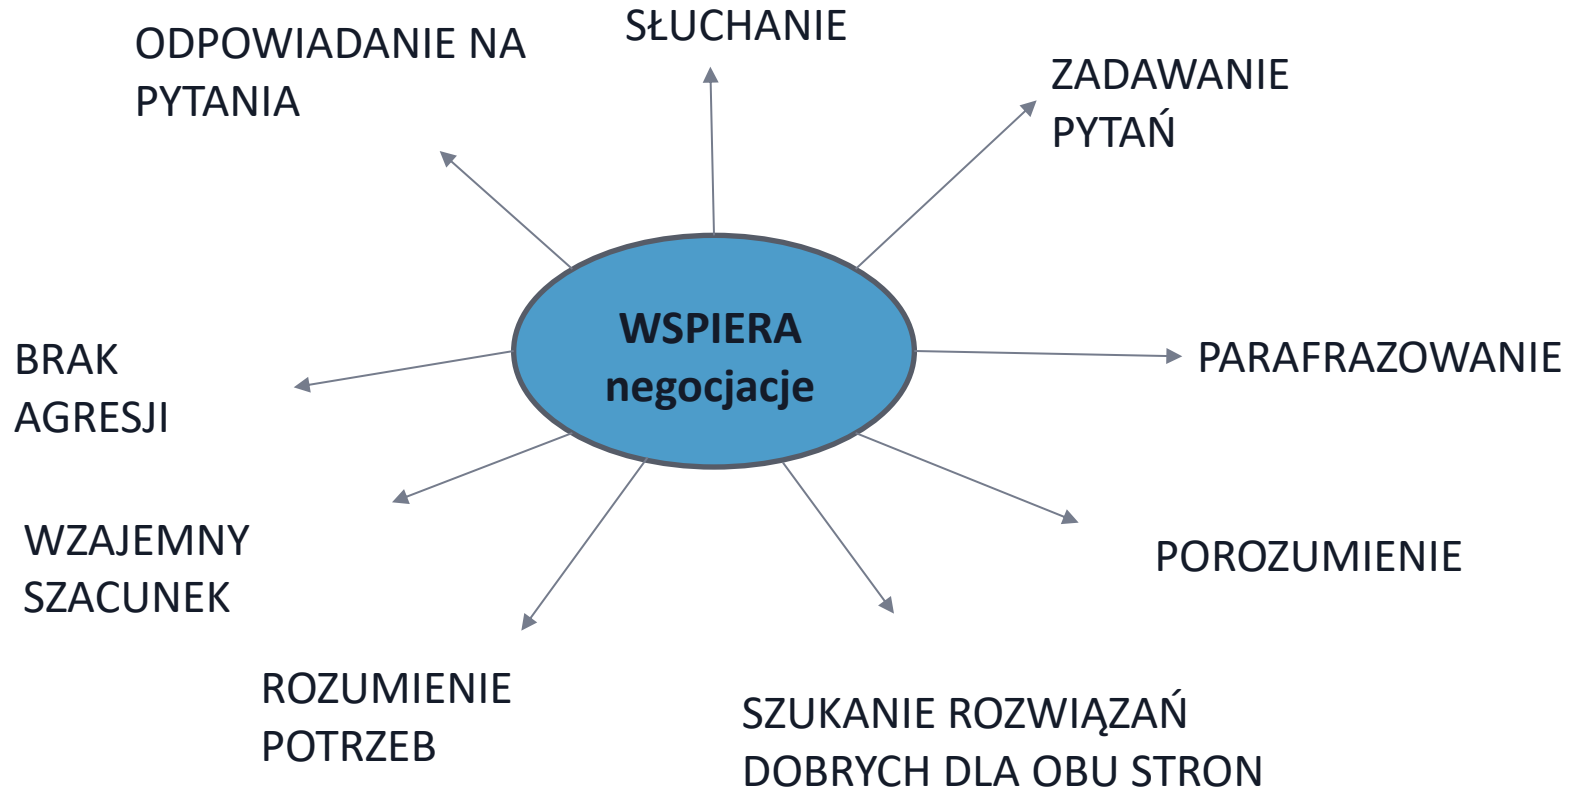 SŁUCHANIE
ODPOWIADANIE NA
PYTANIA
ZADAWANIE
PYTAŃ
WSPIERA
negocjacje
BRAK
AGRESJI
PARAFRAZOWANIE
WZAJEMNY
SZACUNEK
POROZUMIENIE
ROZUMIENIE
POTRZEB
SZUKANIE ROZWIĄZAŃ
DOBRYCH DLA OBU STRON